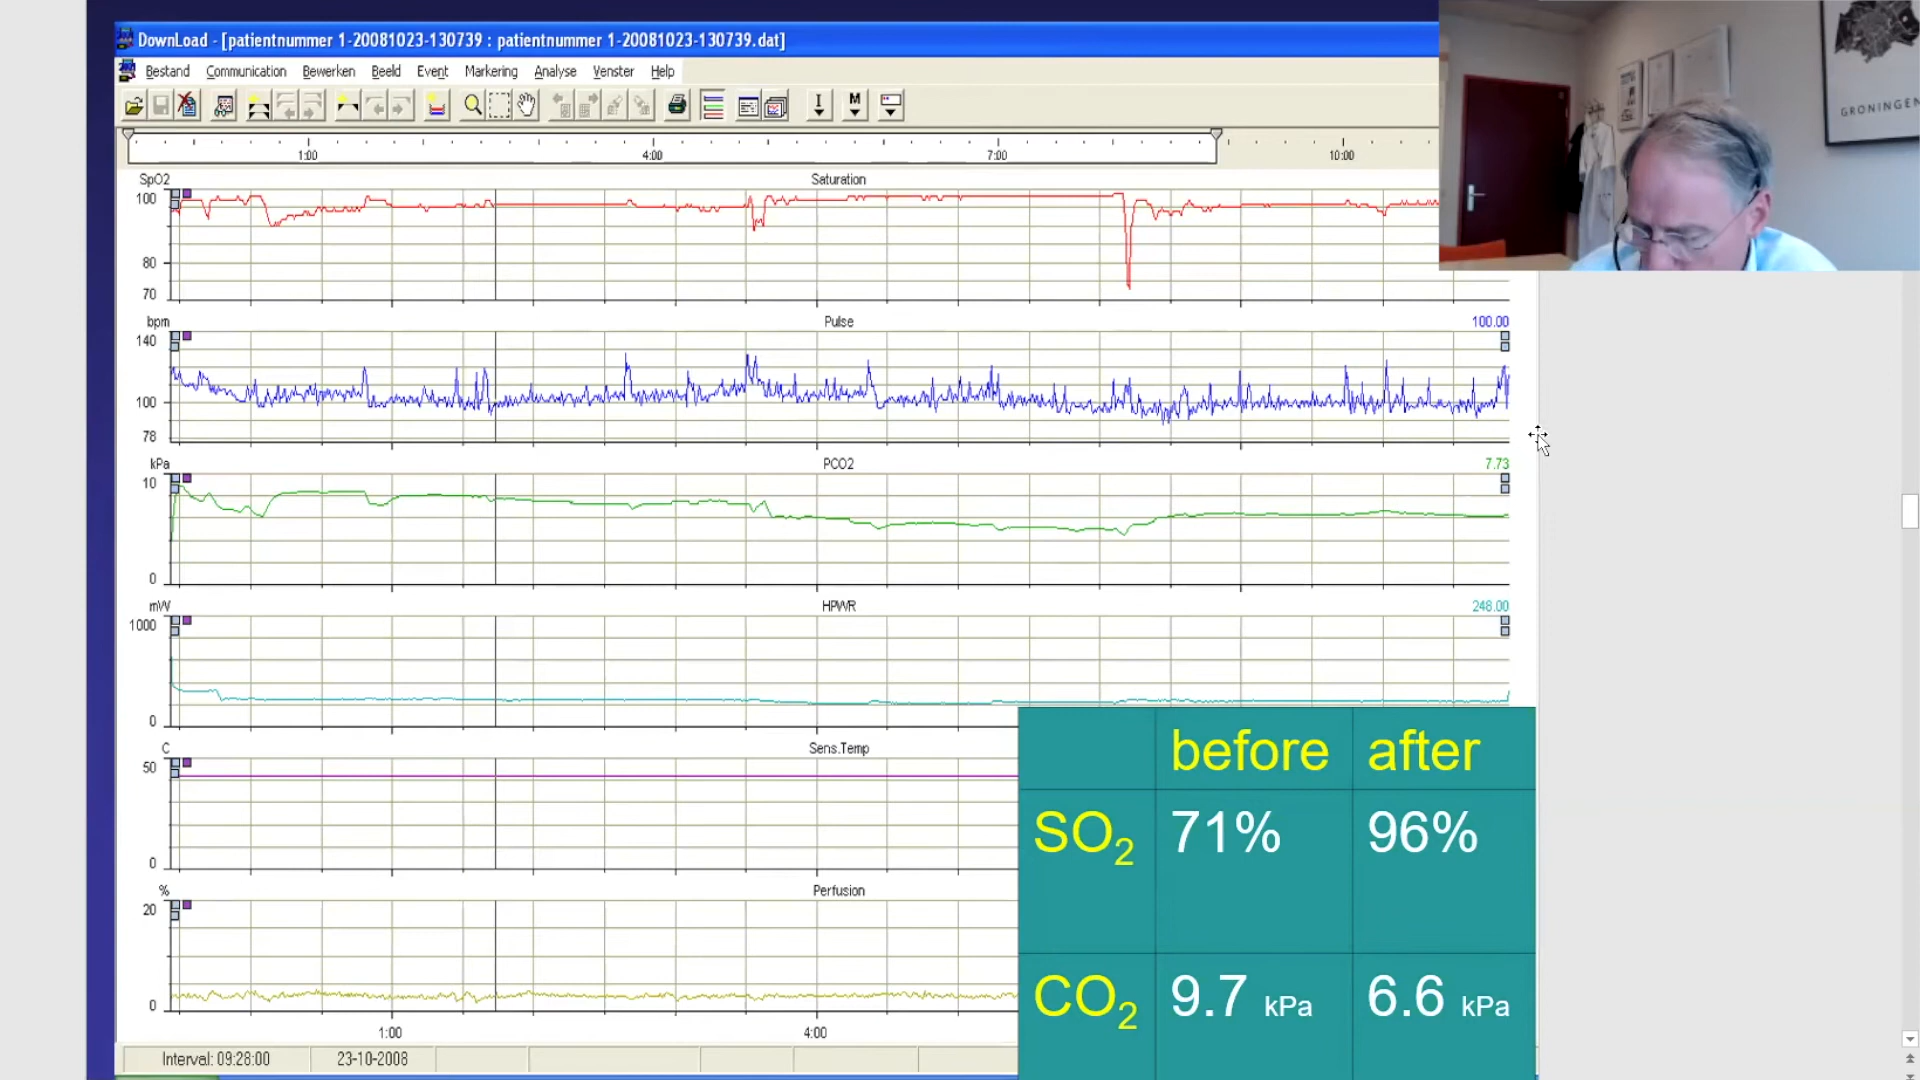 DownLoad - [patientnummer 1-20081023-130739 : patientnummer 1-20081023-130739.dat]
Bestand Communication Bewerken Beeld Event Markering Analyse Venster Help
I M
1:00 4:00 7:00 10:00
GRONINGEN
SpO2 Saturation
100
80
70
bpm Pulse 100.00
140
100
78
kPa PCO2 7.73
10
0
mW HPWR 248.00
1000
0
C Sens.Temp
50
0
% Perfusion
20
0
1:00 4:00
before after
SO2 71% 96%
CO2 9.7 kPa 6.6 kPa
Interval: 09:28:00 23-10-2008